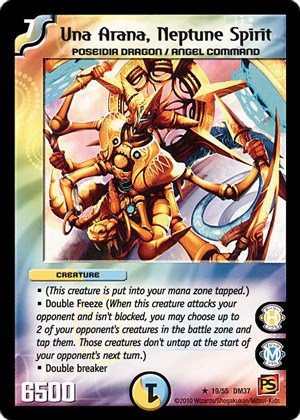 Una Arana, Neptune Spirit
POSEIDIA DRAGON / ANGEL COMMAND
CREATURE
▪ (This creature is put into your mana zone tapped.)
▪ Double Freeze (When this creature attacks your
opponent and isn't blocked, you may choose up to
2 of your opponent's creatures in the battle zone and
tap them. Those creatures don't untap at the start of
your opponent's next turn.)
▪ Double breaker
H
M
6500
1
★ 19/55 DM37
PS
©2010 Wizards/Shogakukan/Mitsui-Kids